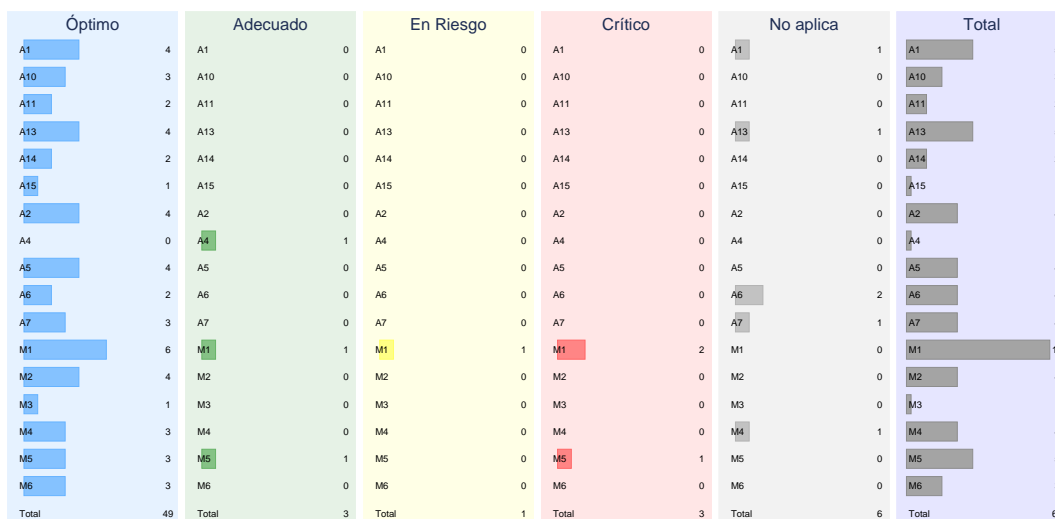 Óptimo Adecuado En Riesgo Crítico No aplica Total
A1 4 A1 0 A1 0 A1 0 A1 1 A1
A10 3 A10 0 A10 0 A10 0 A10 0 A10
A11 2 A11 0 A11 0 A11 0 A11 0 A11
A13 4 A13 0 A13 0 A13 0 A13 1 A13
A14 2 A14 0 A14 0 A14 0 A14 0 A14
A15 1 A15 0 A15 0 A15 0 A15 0 A15
A2 4 A2 0 A2 0 A2 0 A2 0 A2
A4 0 A4 1 A4 0 A4 0 A4 0 A4
A5 4 A5 0 A5 0 A5 0 A5 0 A5
A6 2 A6 0 A6 0 A6 0 A6 2 A6
A7 3 A7 0 A7 0 A7 0 A7 1 A7
M1 6 M1 1 M1 1 M1 2 M1 0 M1 1
M2 4 M2 0 M2 0 M2 0 M2 0 M2
M3 1 M3 0 M3 0 M3 0 M3 0 M3
M4 3 M4 0 M4 0 M4 0 M4 1 M4
M5 3 M5 1 M5 0 M5 1 M5 0 M5
M6 3 M6 0 M6 0 M6 0 M6 0 M6
Total 49 Total 3 Total 1 Total 3 Total 6 Total 6